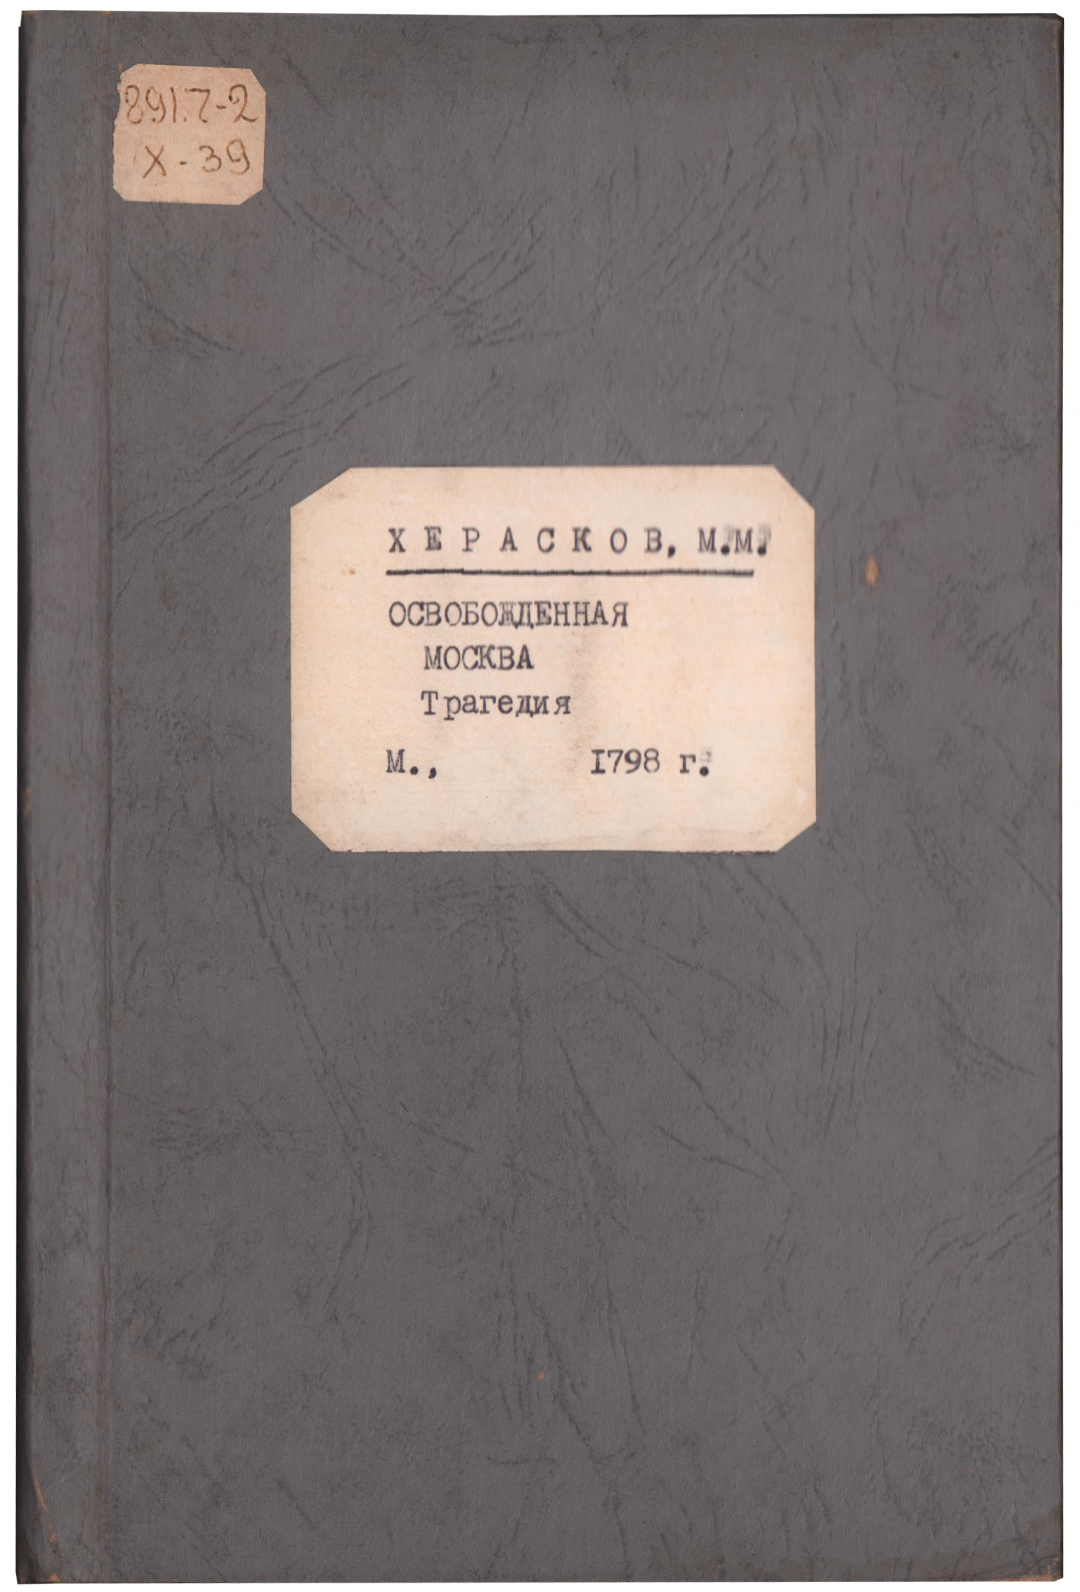 891.7-2
Х-39
ХЕРАСКОВ, М.М.
ОСВОБОЖДЕННАЯ
МОСКВА
Трагедия
М., 1798 г.